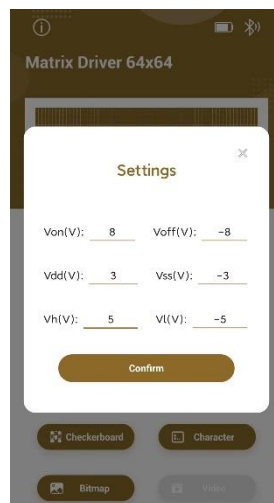 Matrix Driver 64x64
Settings
Von(V): 8 Voff(V): -8
Vdd(V): 3 Vss(V): -3
Vh(V): 5 Vl(V): -5
Confirm
Checkerboard Character
Bitmap Video